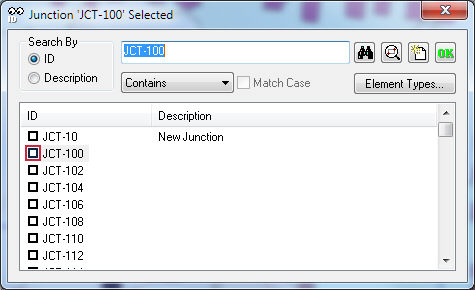 Junction 'JCT-100' Selected
ID
Search By
ID
Description
JCT-100
OK
Contains
Match Case
Element Types...
ID Description
JCT-10 New Junction
JCT-100
JCT-102
JCT-104
JCT-106
JCT-108
JCT-110
JCT-112